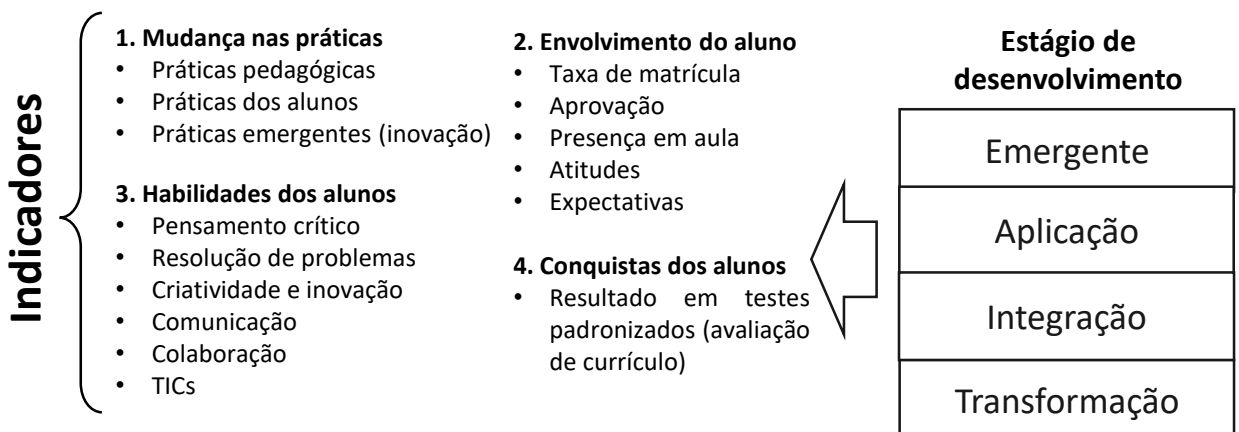 Indicadores
1. Mudança nas práticas
• Práticas pedagógicas
• Práticas dos alunos
• Práticas emergentes (inovação)
3. Habilidades dos alunos
• Pensamento crítico
• Resolução de problemas
• Criatividade e inovação
• Comunicação
• Colaboração
• TICs
2. Envolvimento do aluno
• Taxa de matrícula
• Aprovação
• Presença em aula
• Atitudes
• Expectativas
4. Conquistas dos alunos
• Resultado em testes
padronizados (avaliação
de currrículo)
Estágio de
desenvolvimento
Emergente
Aplicação
Integração
Transformação